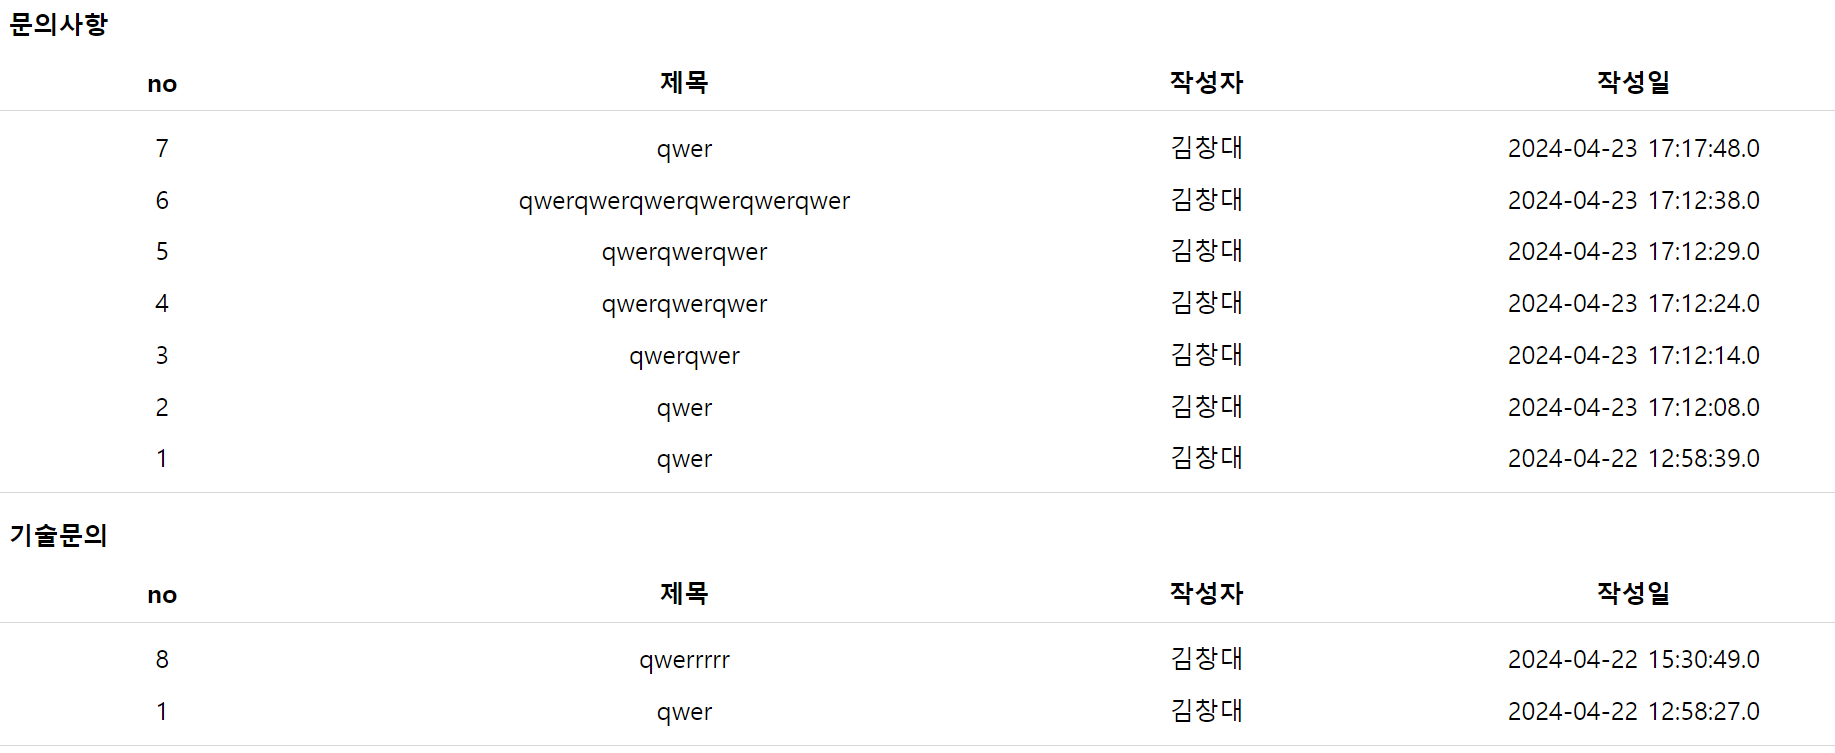 문의사항
no 제목 작성자 작성일
7 qwer 김창대 2024-04-23 17:17:48.0
6 qwerqwerqwerqwerqwerqwer 김창대 2024-04-23 17:12:38.0
5 qwerqwerqwer 김창대 2024-04-23 17:12:29.0
4 qwerqwerqwer 김창대 2024-04-23 17:12:24.0
3 qwerqwer 김창대 2024-04-23 17:12:14.0
2 qwer 김창대 2024-04-23 17:12:08.0
1 qwer 김창대 2024-04-22 12:58:39.0
기술문의
no 제목 작성자 작성일
8 qwerrrrr 김창대 2024-04-22 15:30:49.0
1 qwer 김창대 2024-04-22 12:58:27.0